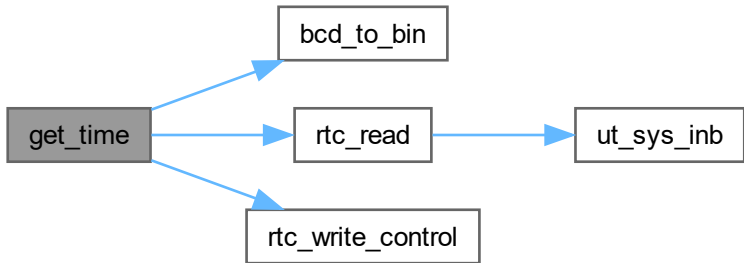 bcd_to_bin
get_time
rtc_read
ut_sys_inb
rtc_write_control